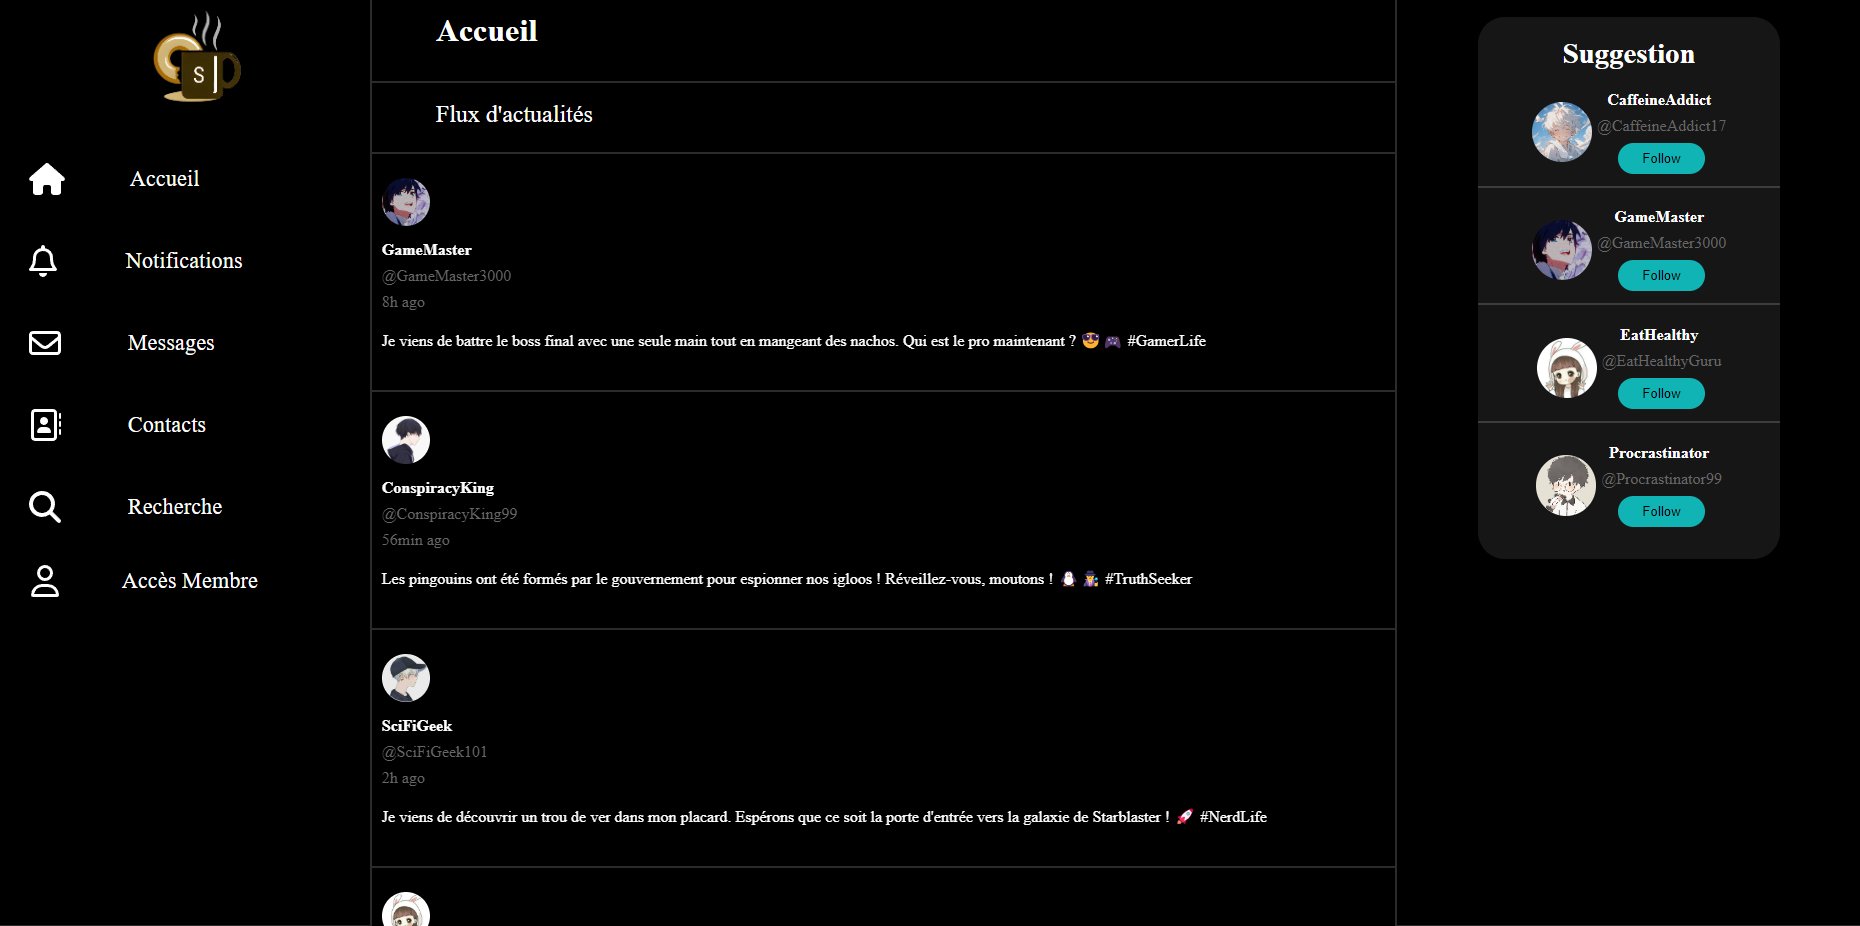 S
Accueil
Notifications
Messages
Contacts
Recherche
Accès Membre
Accueil
Flux d'actualités
GameMaster
@GameMaster3000
8h ago
Je viens de battre le boss final avec une seule main tout en mangeant des nachos. Qui est le pro maintenant ? 😎 🎮 #GamerLife
ConspiracyKing
@ConspiracyKing99
56min ago
Les pingouins ont été formés par le gouvernement pour espionner nos igloos ! Réveillez-vous, moutons ! 🐧 🕵️ #TruthSeeker
SciFiGeek
@SciFiGeek101
2h ago
Je viens de découvrir un trou de ver dans mon placard. Espérons que ce soit la porte d'entrée vers la galaxie de Starblaster ! 🚀 #NerdLife
Suggestion
CaffeineAddict
@CaffeineAddict17
Follow
GameMaster
@GameMaster3000
Follow
EatHealthy
@EatHealthyGuru
Follow
Procrastinator
@Procrastinator99
Follow